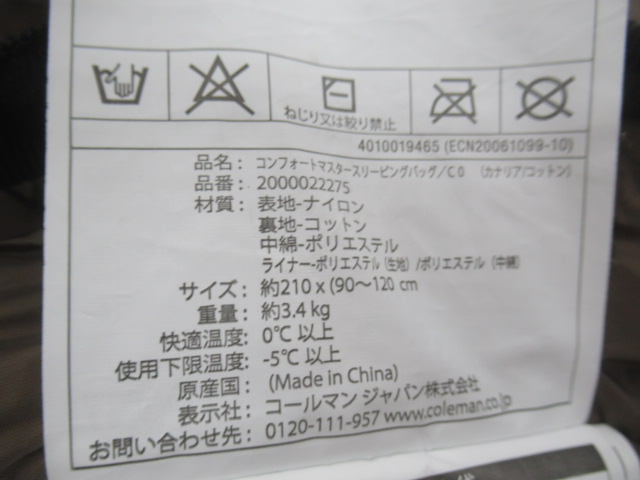 ねじり又は絞り禁止
4010019465 (ECN20061099-10)
品名： コンフォートマスタースリーピングバッグ/C0 (カナリア/コットン)
品番： 2000022275
材質： 表地-ナイロン
裏地-コットン
中綿-ポリエステル
ライナー-ポリエステル (生地) /ポリエステル (中綿)
サイズ： 約210 x (90〜120 cm
重量： 約3.4 kg
快適温度： 0℃ 以上
使用下限温度： -5℃ 以上
原産国： (Made in China)
表示社： コールマン ジャパン株式会社
お問い合わせ先： 0120-111-957 www.coleman.co.jp